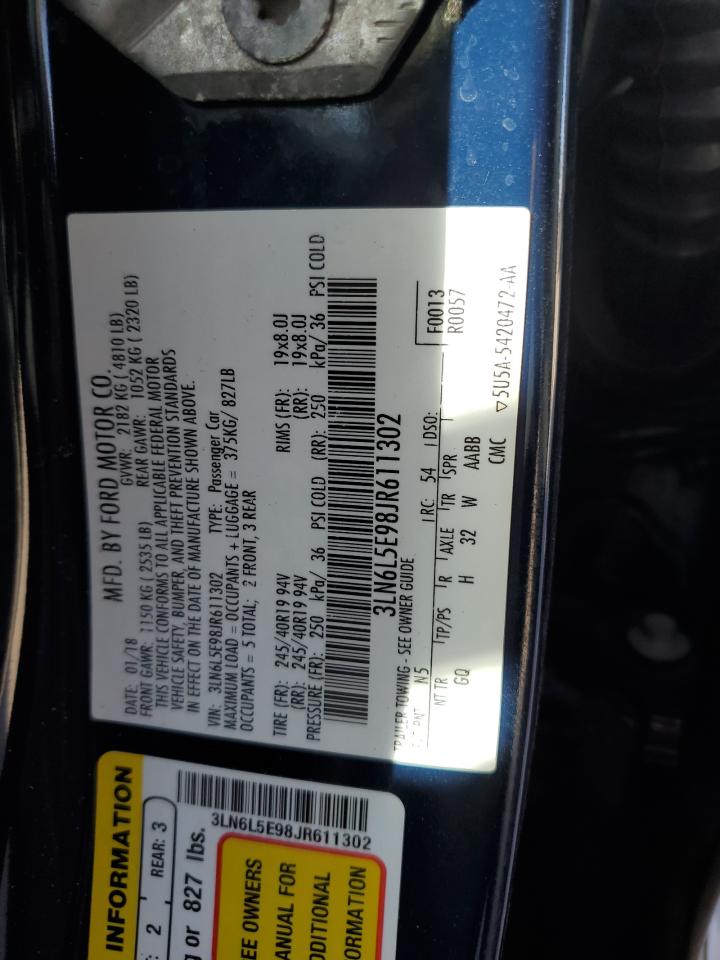 MFD. BY FORD MOTOR CO.
DATE: 01/18 GVWR: 2182 KG ( 4810 LB)
FRONT GAWR: 1150 KG ( 2535 LB) REAR GAWR: 1052 KG ( 2320 LB)
THIS VEHICLE CONFORMS TO ALL APPLICABLE FEDERAL MOTOR
VEHICLE SAFETY, BUMPER, AND THEFT PREVENTION STANDARDS
IN EFFECT ON THE DATE OF MANUFACTURE SHOWN ABOVE.
VIN: 3LN6L5E98JR611302 TYPE: Passenger Car
MAXIMUM LOAD = OCCUPANTS + LUGGAGE = 375KG/ 827LB
OCCUPANTS = 5 TOTAL; 2 FRONT, 3 REAR
TIRE (FR): 245/40R19 94V RIMS (FR): 19x8.0J
(RR): 245/40R19 94V (RR): 19x8.0J
PRESSURE (FR): 250 kPa/ 36 PSI COLD (RR): 250 kPa/ 36 PSI COLD
3LN6L5E98JR611302
TRAILER TOWING - SEE OWNER GUIDE
EXT PNT N5 RC: 54 DSO: F0013
R0057
INT TR TP/PS R AXLE TR SPR
GQ H 32 W AABB
CMC ▽5U5A-5420472-AA
INFORMATION
2 REAR: 3
or 827 lbs.
3LN6L5E98JR611302
OWNERS
MANUAL FOR